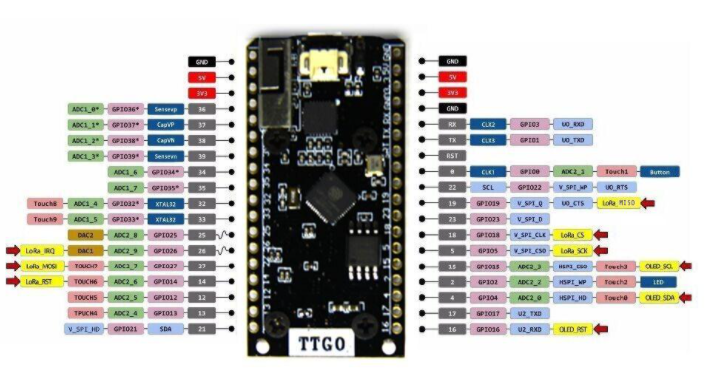 GND
5V
3V3
ADC1_0* GPIO36* Sensevp 36
ADC1_1* GPIO37* CapVP 37
ADC1_2* GPIO38* CapVN 38
ADC1_3* GPIO39* Sensevn 39
ADC1_6 GPIO34* 34
ADC1_7 GPIO35* 35
Touch8 ADC1_4 GPIO32* XTAL32 32
Touch9 ADC1_5 GPIO33* XTAL32 33
DAC2 ADC2_8 GPIO25 25
LoRa_IRQ DAC1 ADC2_9 GPIO26 26
LoRa_MOSI TOUCH7 ADC2_7 GPIO27 27
LoRa_RST TOUCH6 ADC2_6 GPIO14 14
TOUCH5 ADC2_5 GPIO12 12
TPUCH4 ADC2_4 GPIO13 13
V_SPI_HD GPIO21 SDA 21
TTGO
GND
5V
3V3
GND
RX CLK2 GPIO3 U0_RXD
TX CLK3 GPIO1 U0_TXD
RST
0 CLK1 GPIO0 ADC2_1 Touch1 Button
22 SCL GPIO22 V_SPI_WP U0_RTS
19 GPIO19 V_SPI_Q U0_CTS LoRa_MISO
23 GPIO23 V_SPI_D
18 GPIO18 V_SPI_CLK LoRa_CS
5 GPIO5 V_SPI_CS0 LoRa_SCK
15 GPIO15 ADC2_3 HSPI_CS0 Touch3 OLED_SCL
2 GPIO2 ADC2_2 HSPI_WP Touch2 LED
4 GPIO4 ADC2_0 HSPI_HD Touch0 OLED_SDA
17 GPIO17 U2_TXD
16 GPIO16 U2_RXD OLED_RST